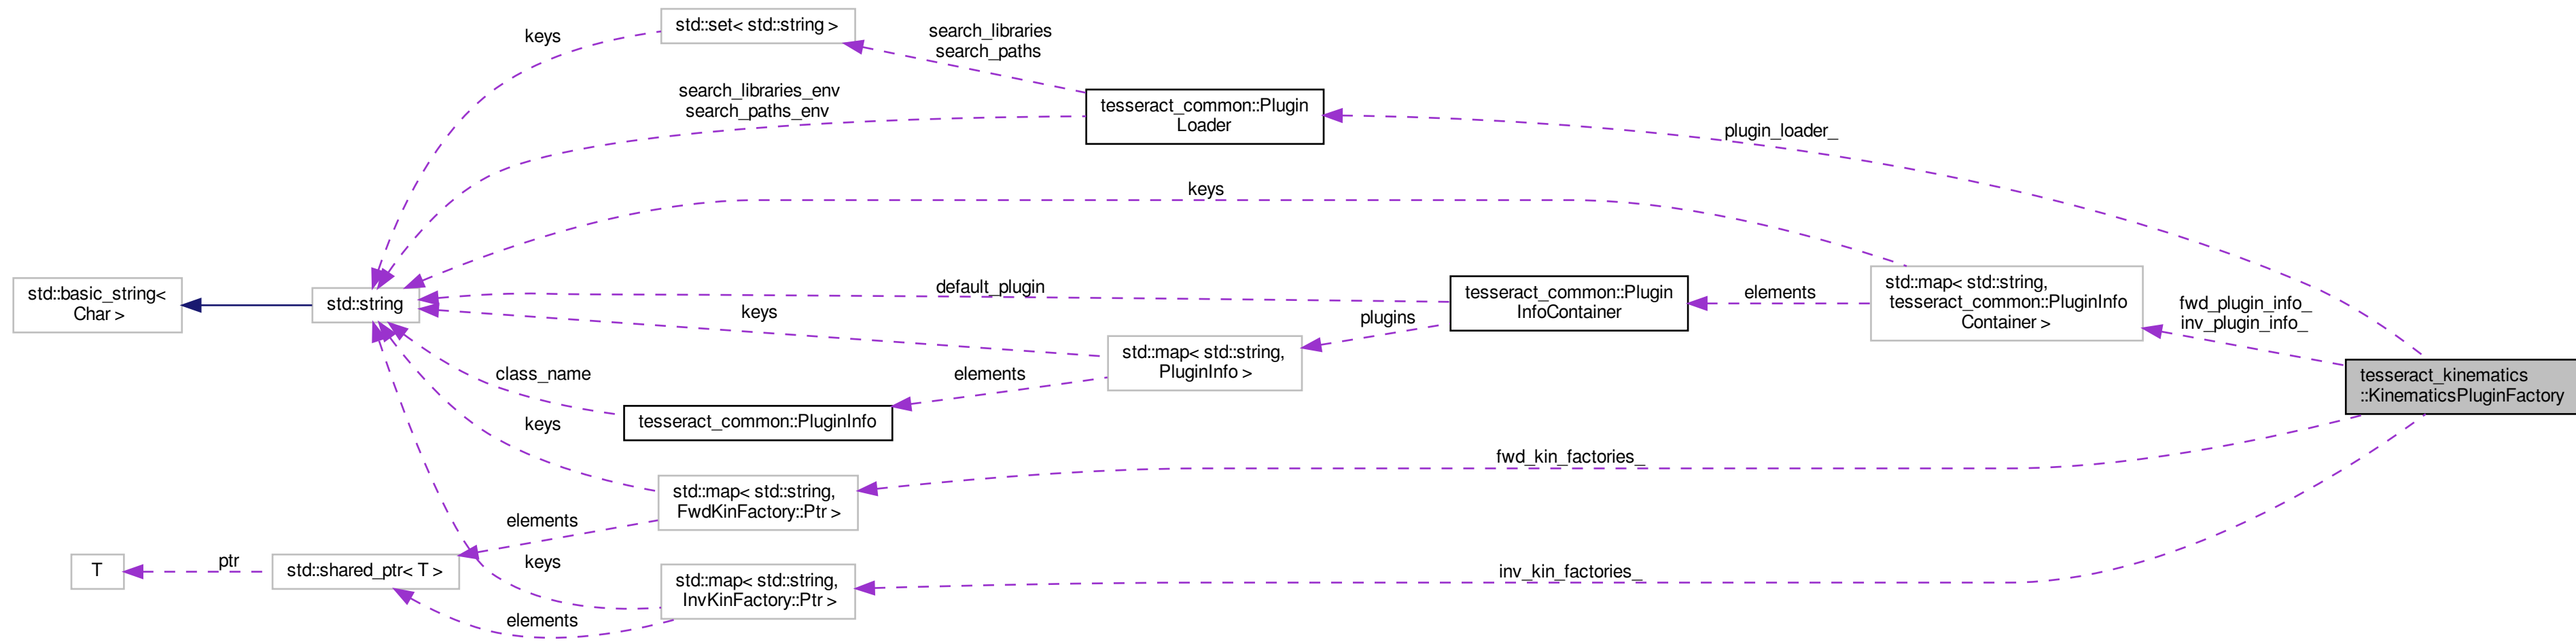 std::set< std::string >
keys
search_libraries
search_paths
search_libraries_env
search_paths_env
tesseract_common::Plugin
Loader
plugin_loader_
keys
std::basic_string<
Char >
std::string
default_plugin
tesseract_common::Plugin
InfoContainer
elements
std::map< std::string,
tesseract_common::PluginInfo
Container >
fwd_plugin_info_
inv_plugin_info_
keys
plugins
std::map< std::string,
PluginInfo >
tesseract_kinematics
::KinematicsPluginFactory
class_name
elements
tesseract_common::PluginInfo
keys
fwd_kin_factories_
std::map< std::string,
FwdKinFactory::Ptr >
elements
T
ptr
std::shared_ptr< T >
keys
std::map< std::string,
InvKinFactory::Ptr >
inv_kin_factories_
elements